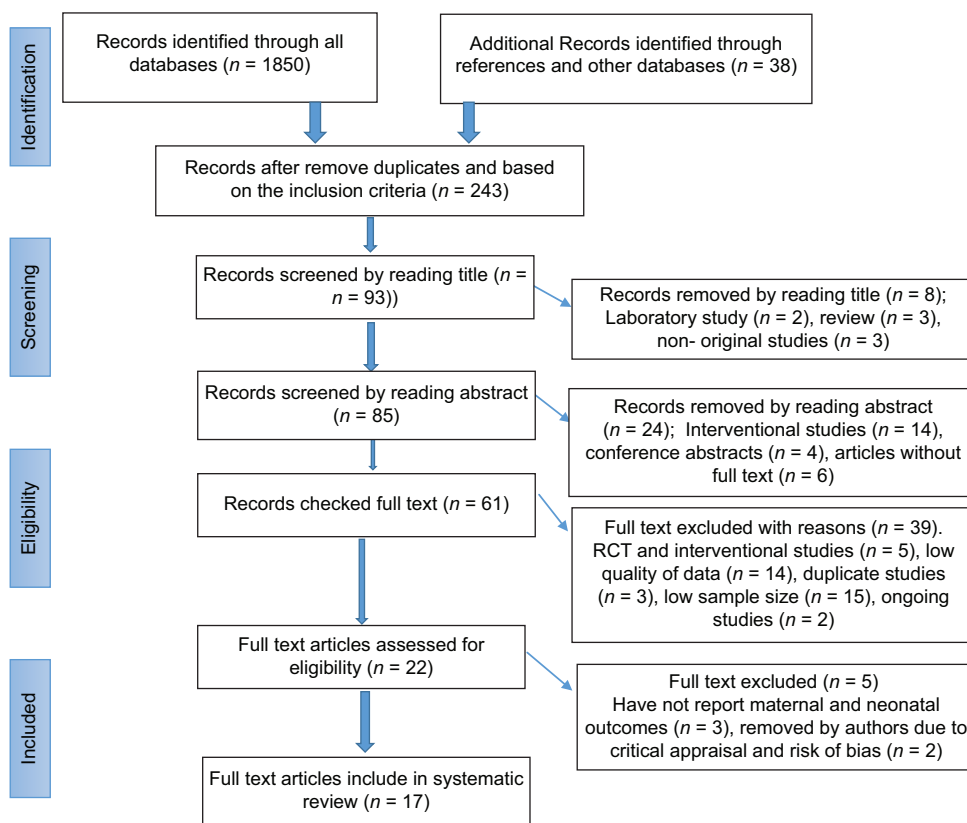 Identification
Records identified through all
databases (n = 1850)
Additional Records identified through
references and other databases (n = 38)
Records after remove duplicates and based
on the inclusion criteria (n = 243)
Screening
Records screened by reading title (n =
= 93))
Records removed by reading title (n = 8);
Laboratory study (n = 2), review (n = 3),
non- original studies (n = 3)
Records screened by reading abstract
(n = 85)
Records removed by reading abstract
(n = 24); Interventional studies (n = 14),
conference abstracts (n = 4), articles without
full text (n = 6)
Eligibility
Records checked full text (n = 61)
Full text excluded with reasons (n = 39).
RCT and interventional studies (n = 5), low
quality of data (n = 14), duplicate studies
(n = 3), low sample size (n = 15), ongoing
studies (n = 2)
Full text articles assessed for
eligibility (n = 22)
Included
Full text excluded (n = 5)
Have not report maternal and neonatal
outcomes (n = 3), removed by authors due to
critical appraisal and risk of bias (n = 2)
Full text articles include in systematic
review (n = 17)